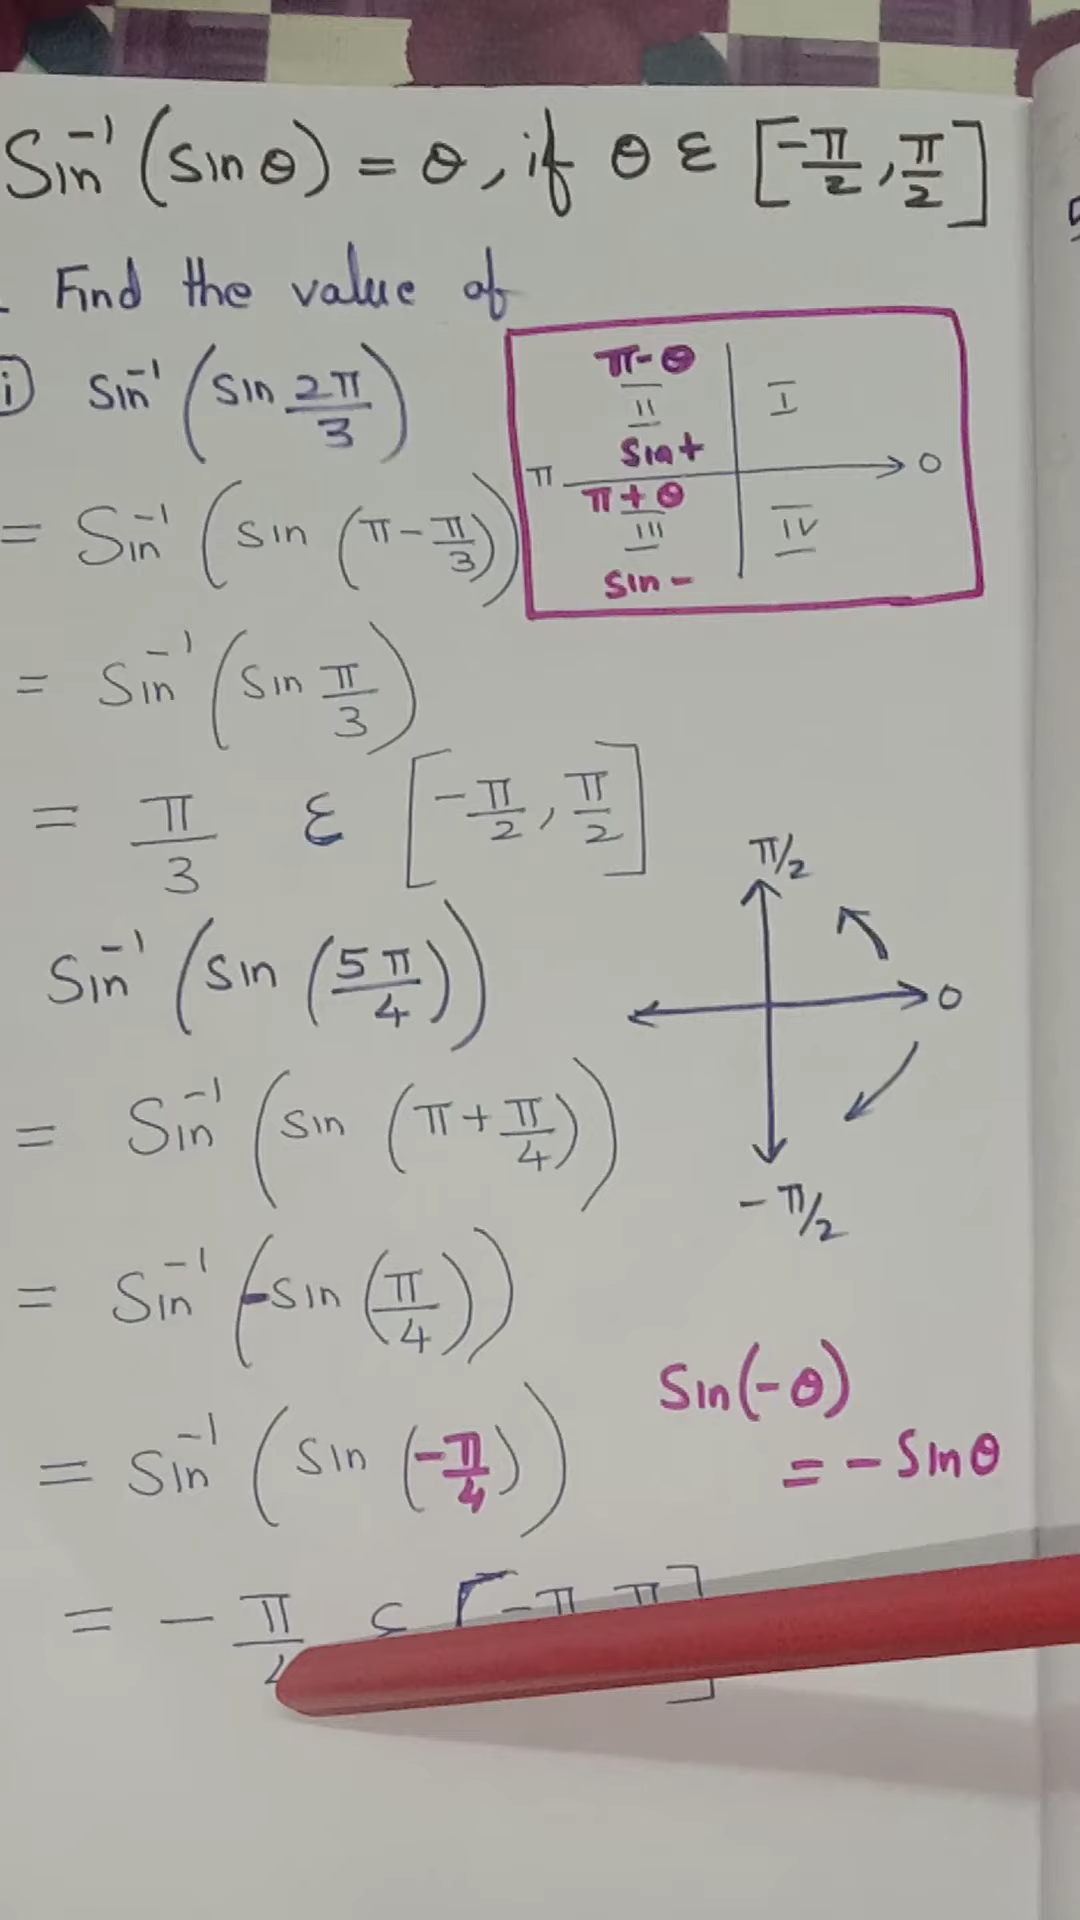 Sin⁻¹(sin θ) = θ, if θ ε [-π/2, π/2]
Find the value of
i) sin⁻¹(sin 2π/3)
π-θ
II
sin+
I
π
0
π+θ
III
sin -
IV
= Sin⁻¹(sin (π-π/3))
= Sin⁻¹(sin π/3)
= π/3 ε [-π/2, π/2]
π/2
0
-π/2
Sin⁻¹(sin (5π/4))
= Sin⁻¹(sin (π+π/4))
= Sin⁻¹(-sin (π/4))
Sin(-θ)
= - Sinθ
= Sin⁻¹(sin (-π/4))
= - π/4 [-π π]